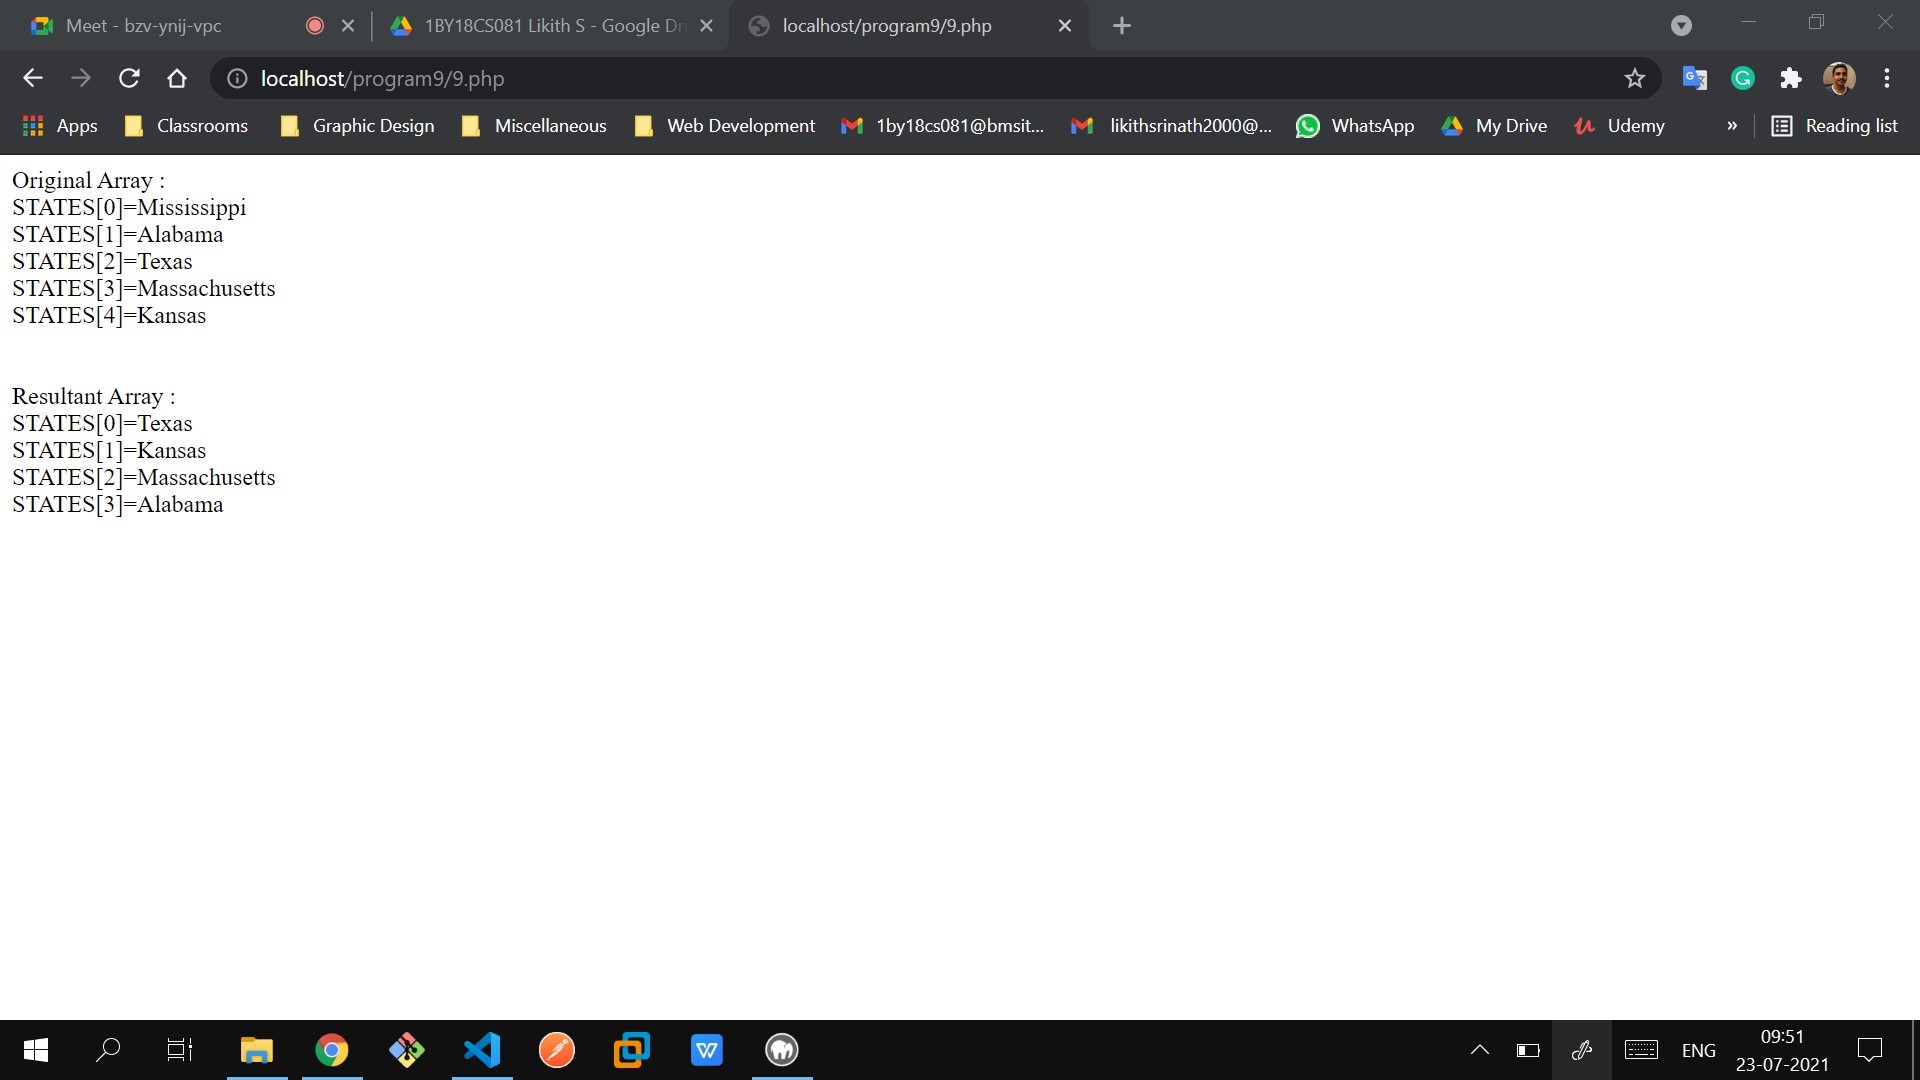 Meet - bzv-ynij-vpc
1BY18CS081 Likith S - Google Dr
localhost/program9/9.php
localhost/program9/9.php
Apps Classrooms Graphic Design Miscellaneous Web Development 1by18cs081@bmsit... likithsrinath2000@... WhatsApp My Drive Udemy » Reading list
Original Array :
STATES[0]=Mississippi
STATES[1]=Alabama
STATES[2]=Texas
STATES[3]=Massachusetts
STATES[4]=Kansas
Resultant Array :
STATES[0]=Texas
STATES[1]=Kansas
STATES[2]=Massachusetts
STATES[3]=Alabama
ENG
09:51
23-07-2021